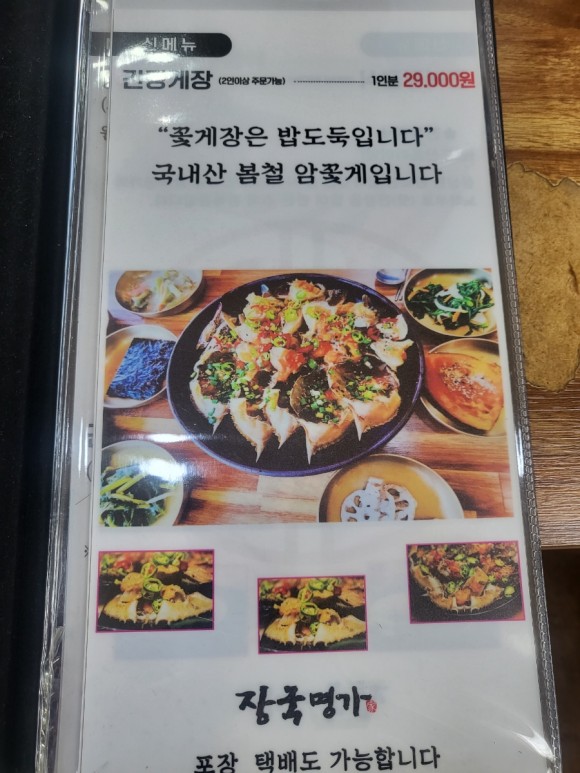 신메뉴
간장게장 (2인이상 주문가능) 1인분 29.000원
“꽃게장은 밥도둑입니다”
국내산 봄철 암꽃게입니다
장국명가
포장 택배도 가능합니다